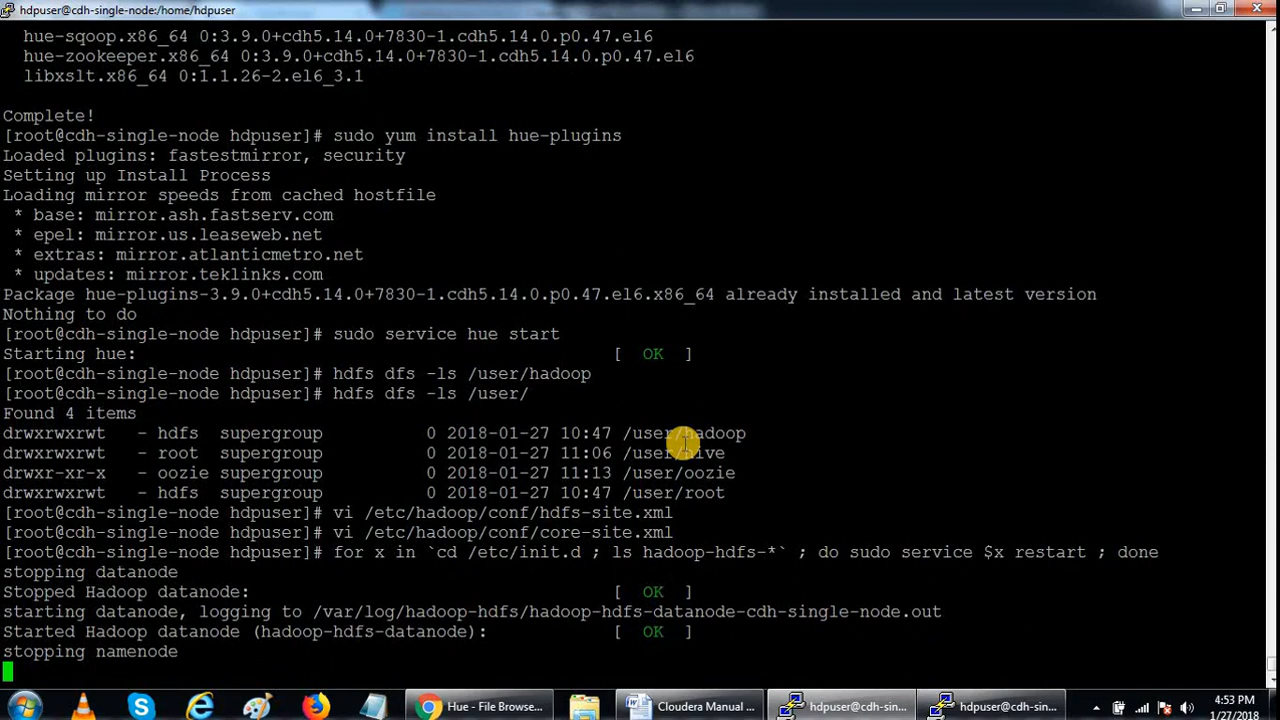 hdpuser@cdh-single-node:/home/hdpuser
hue-sqoop.x86_64 0:3.9.0+cdh5.14.0+7830-1.cdh5.14.0.p0.47.el6
hue-zookeeper.x86_64 0:3.9.0+cdh5.14.0+7830-1.cdh5.14.0.p0.47.el6
libxslt.x86_64 0:1.1.26-2.el6_3.1
Complete!
[root@cdh-single-node hdpuser]# sudo yum install hue-plugins
Loaded plugins: fastestmirror, security
Setting up Install Process
Loading mirror speeds from cached hostfile
* base: mirror.ash.fastserv.com
* epel: mirror.us.leaseweb.net
* extras: mirror.atlanticmetro.net
* updates: mirror.teklinks.com
Package hue-plugins-3.9.0+cdh5.14.0+7830-1.cdh5.14.0.p0.47.el6.x86_64 already installed and latest version
Nothing to do
[root@cdh-single-node hdpuser]# sudo service hue start
Starting hue: [ OK ]
[root@cdh-single-node hdpuser]# hdfs dfs -ls /user/hadoop
[root@cdh-single-node hdpuser]# hdfs dfs -ls /user/
Found 4 items
drwxrwxrwt - hdfs supergroup 0 2018-01-27 10:47 /user/hadoop
drwxrwxrwt - root supergroup 0 2018-01-27 11:06 /user/hive
drwxr-xr-x - oozie supergroup 0 2018-01-27 11:13 /user/oozie
drwxrwxrwt - hdfs supergroup 0 2018-01-27 10:47 /user/root
[root@cdh-single-node hdpuser]# vi /etc/hadoop/conf/hdfs-site.xml
[root@cdh-single-node hdpuser]# vi /etc/hadoop/conf/core-site.xml
[root@cdh-single-node hdpuser]# for x in `cd /etc/init.d ; ls hadoop-hdfs-*` ; do sudo service $x restart ; done
stopping datanode
Stopped Hadoop datanode: [ OK ]
starting datanode, logging to /var/log/hadoop-hdfs/hadoop-hdfs-datanode-cdh-single-node.out
Started Hadoop datanode (hadoop-hdfs-datanode): [ OK ]
stopping namenode
Hue - File Browse... Cloudera Manual ... hdpuser@cdh-sin... hdpuser@cdh-sin... 4:53 PM
1/27/2018